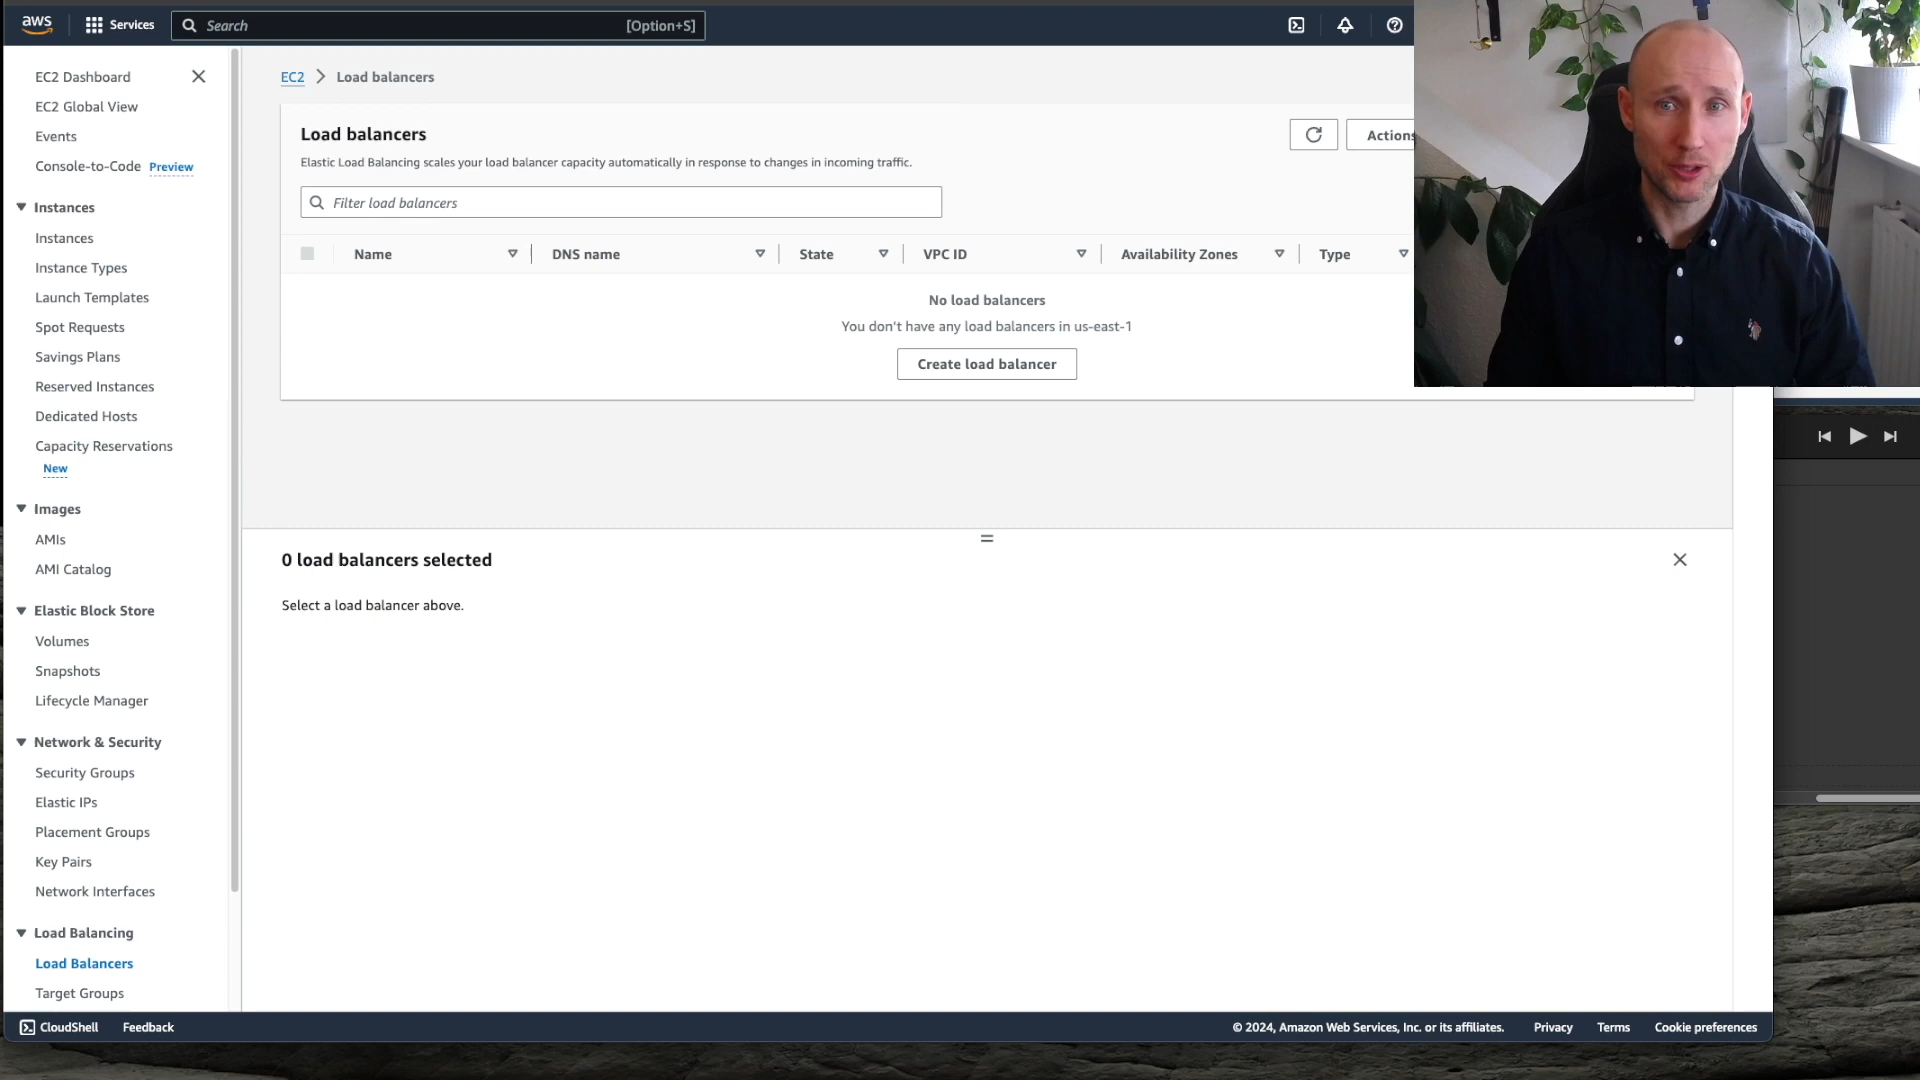 aws
Services
Search
[Option+S]
EC2 Dashboard
EC2 Global View
Events
Console-to-Code Preview
Instances
Instances
Instance Types
Launch Templates
Spot Requests
Savings Plans
Reserved Instances
Dedicated Hosts
Capacity Reservations
New
Images
AMIs
AMI Catalog
Elastic Block Store
Volumes
Snapshots
Lifecycle Manager
Network & Security
Security Groups
Elastic IPs
Placement Groups
Key Pairs
Network Interfaces
Load Balancing
Load Balancers
Target Groups
EC2 > Load balancers
Load balancers
Elastic Load Balancing scales your load balancer capacity automatically in response to changes in incoming traffic.
Actions
Filter load balancers
Name DNS name State VPC ID Availability Zones Type
No load balancers
You don't have any load balancers in us-east-1
Create load balancer
0 load balancers selected
Select a load balancer above.
CloudShell Feedback
© 2024, Amazon Web Services, Inc. or its affiliates. Privacy Terms Cookie preferences